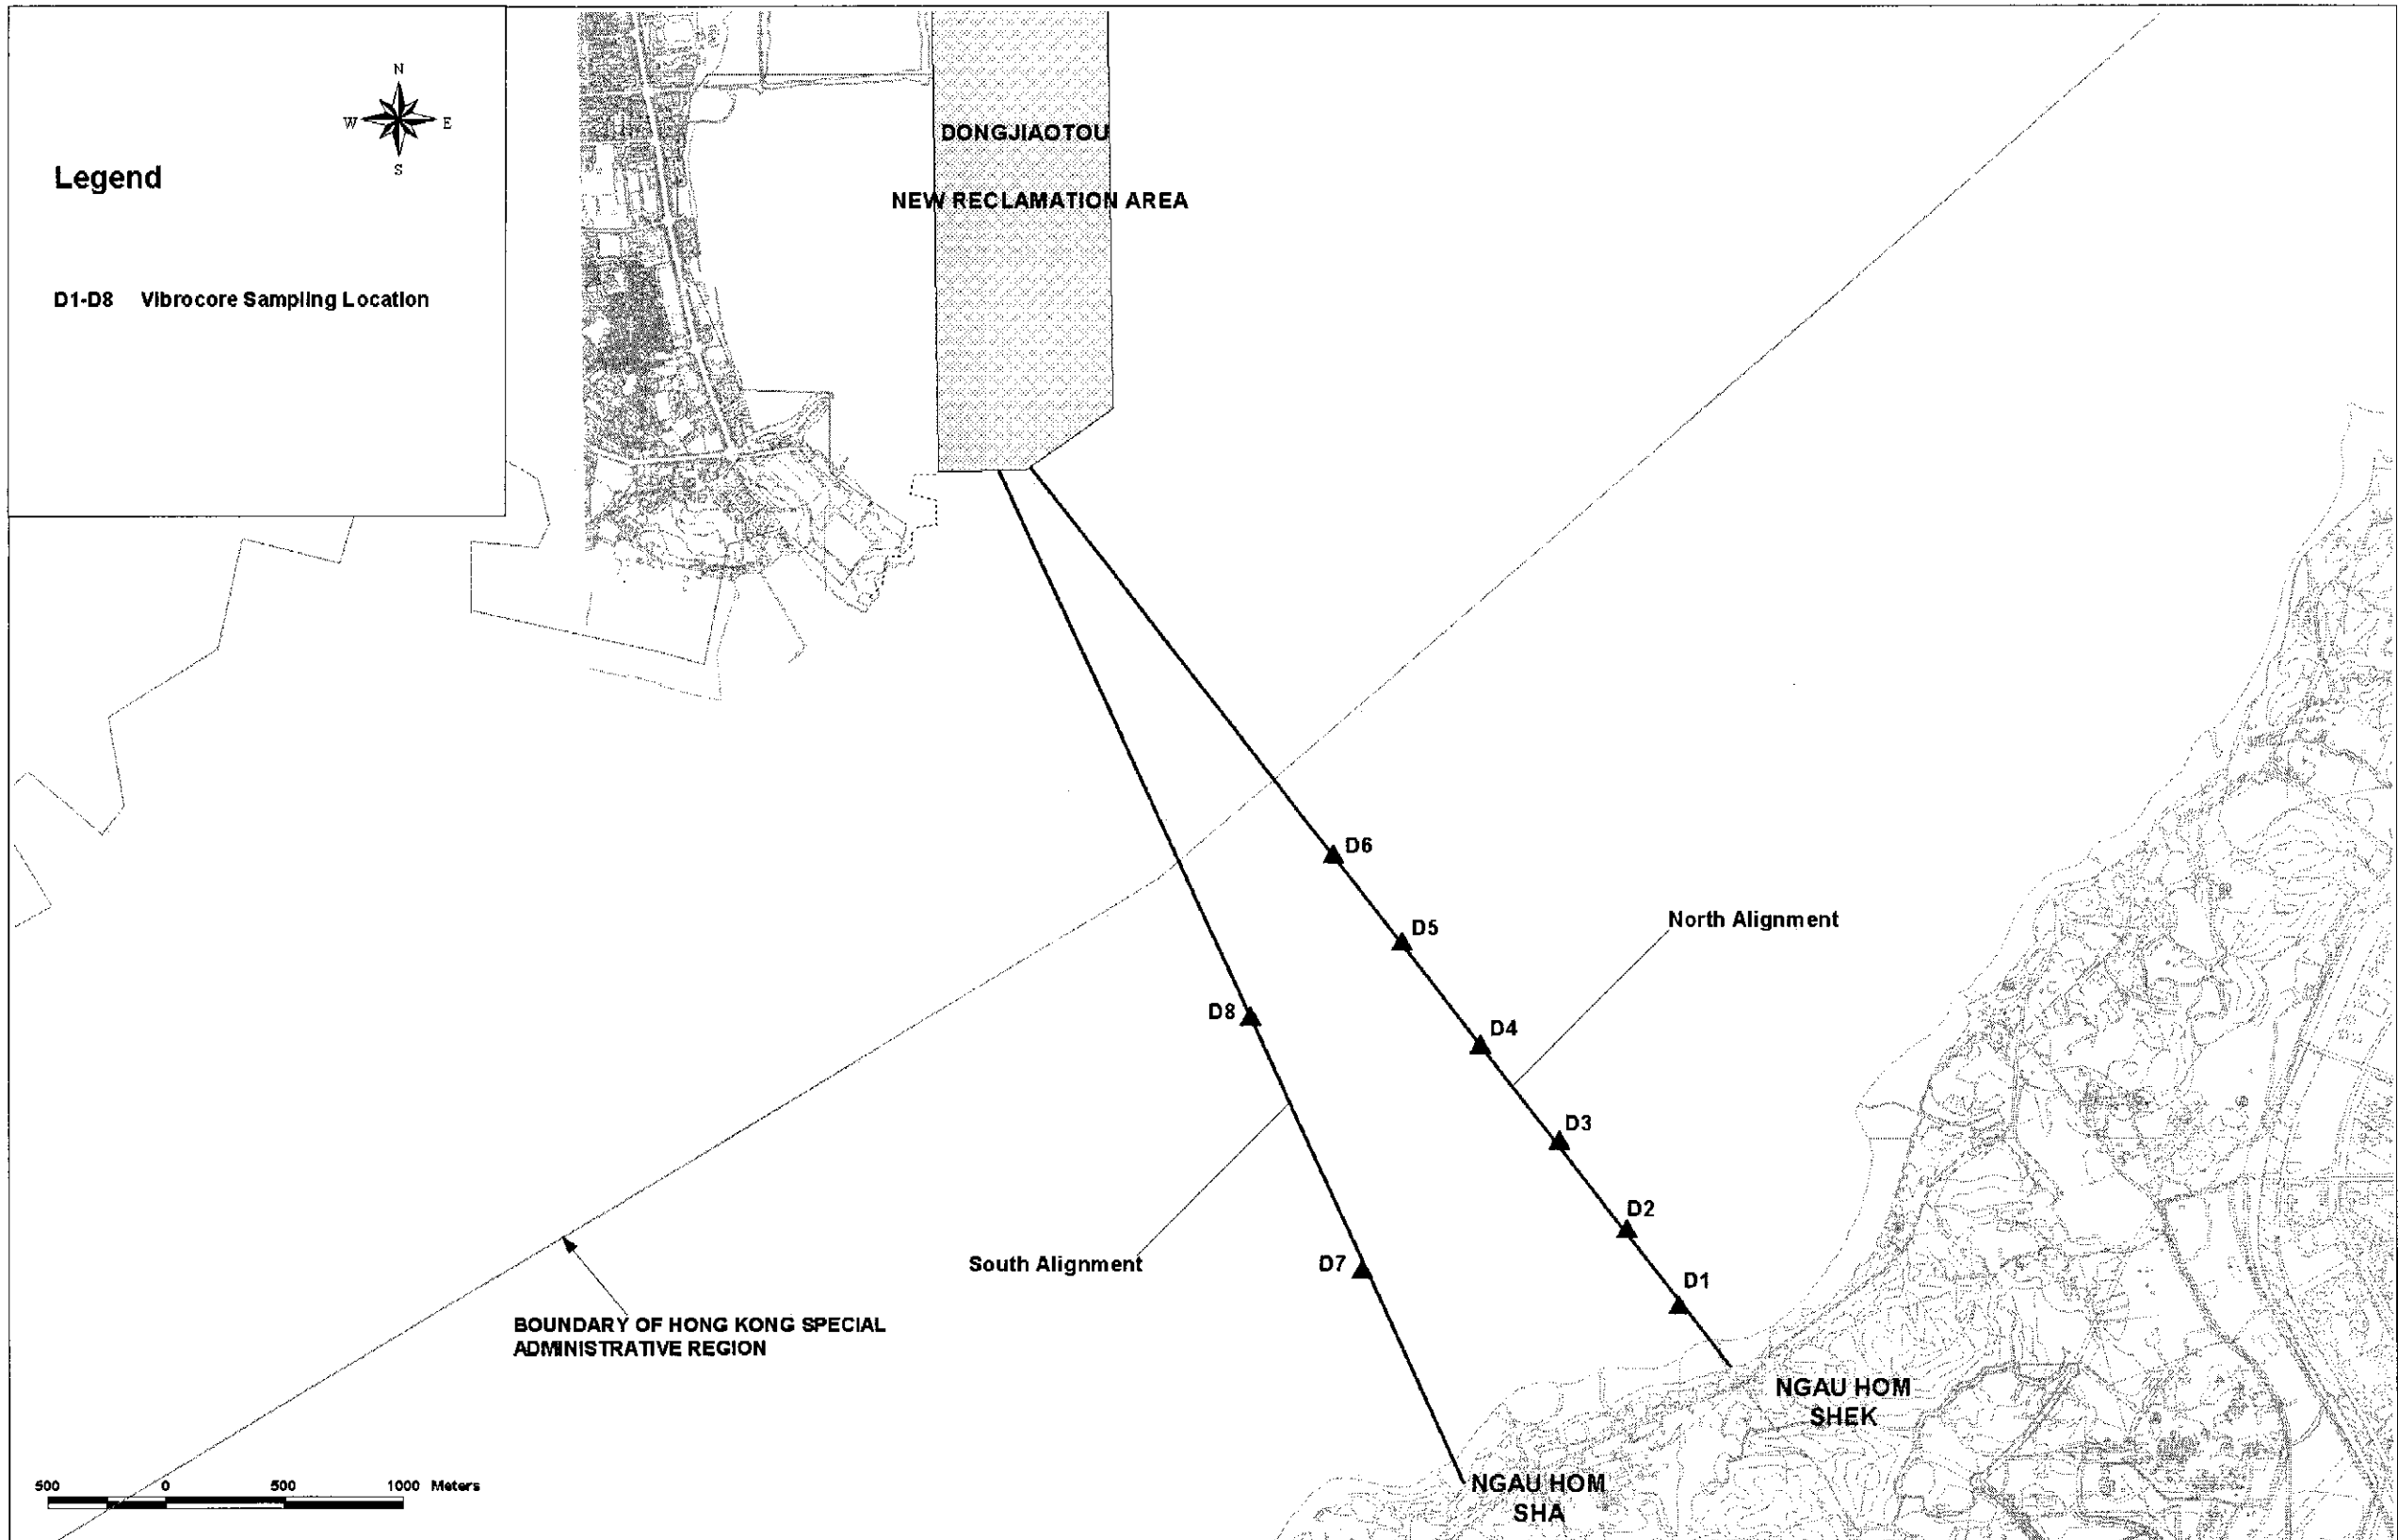 N
W E
S
Legend
D1-D8 Vibrocore Sampling Location
DONGJIAOTOU
NEW RECLAMATION AREA
D6
D5
North Alignment
D8
D4
D3
D2
South Alignment
D7
D1
BOUNDARY OF HONG KONG SPECIAL
ADMINISTRATIVE REGION
NGAU HOM
SHEK
NGAU HOM
SHA
500 0 500 1000 Meters